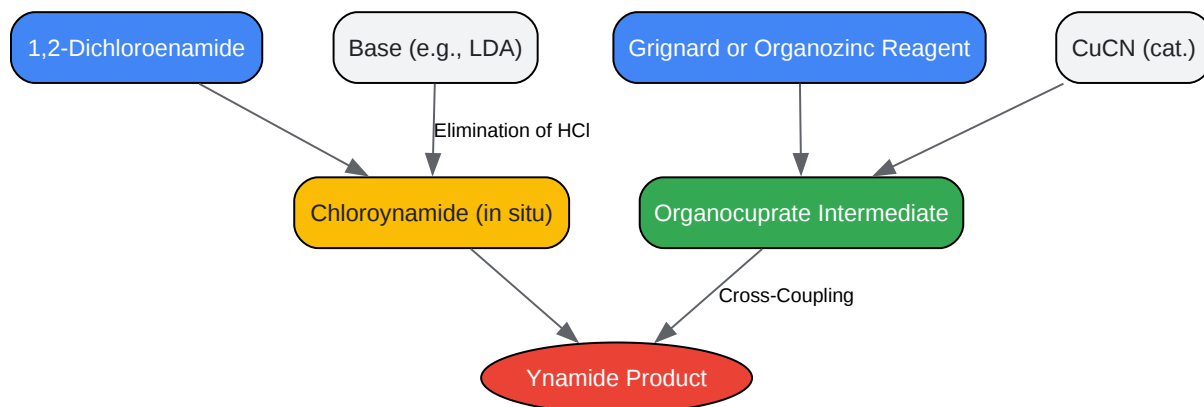 1,2-Dichloroenamide
Base (e.g., LDA)
Grignard or Organozinc Reagent
CuCN (cat.)
Elimination of HCl
Chloroynamide (in situ)
Organocuprate Intermediate
Cross-Coupling
Ynamide Product